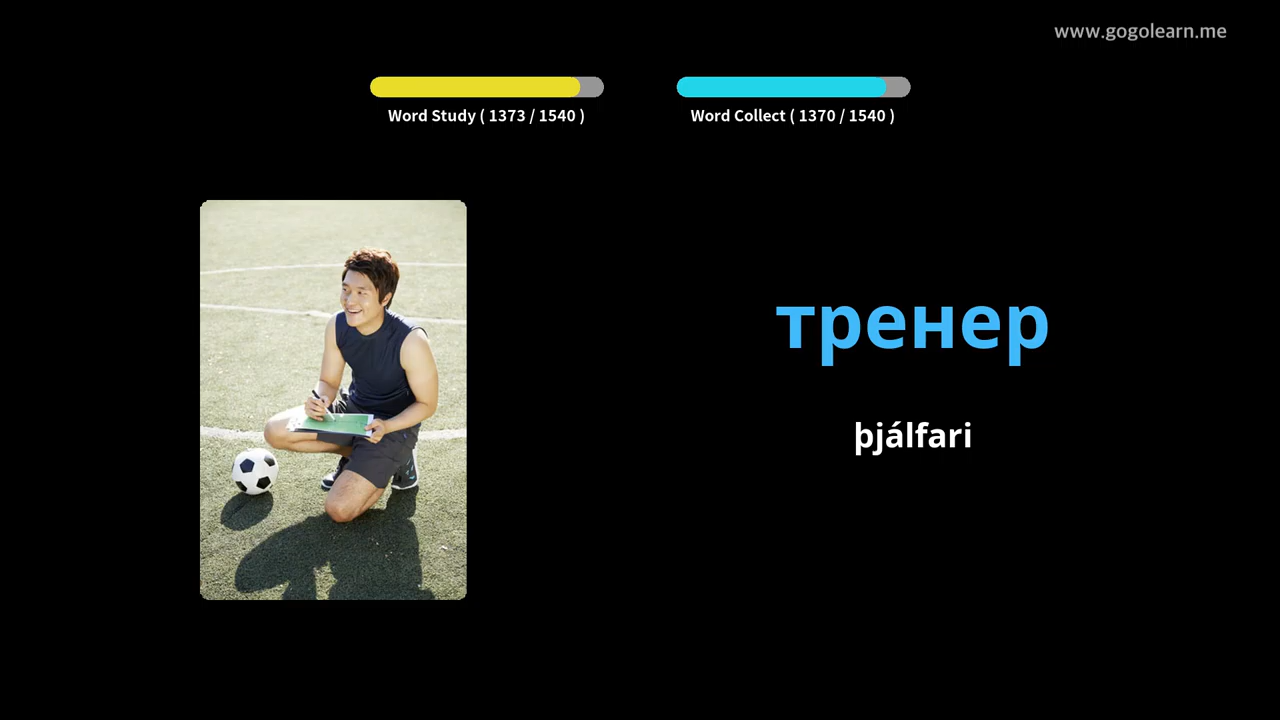 www.gogolearn.me
Word Study ( 1373 / 1540 )
Word Collect ( 1370 / 1540 )
тренер
þjálfari